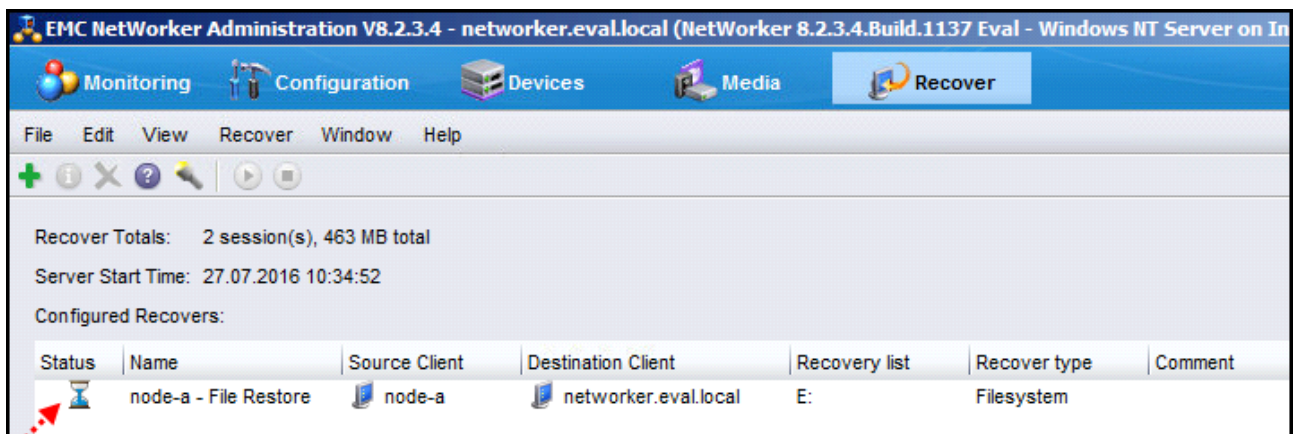 EMC NetWorker Administration V8.2.3.4 - networker.eval.local (NetWorker 8.2.3.4.Build.1137 Eval - Windows NT Server on In
Monitoring Configuration Devices Media Recover
File Edit View Recover Window Help
Recover Totals: 2 session(s), 463 MB total
Server Start Time: 27.07.2016 10:34:52
Configured Recovers:
Status Name Source Client Destination Client Recovery list Recover type Comment
node-a - File Restore node-a networker.eval.local E: Filesystem